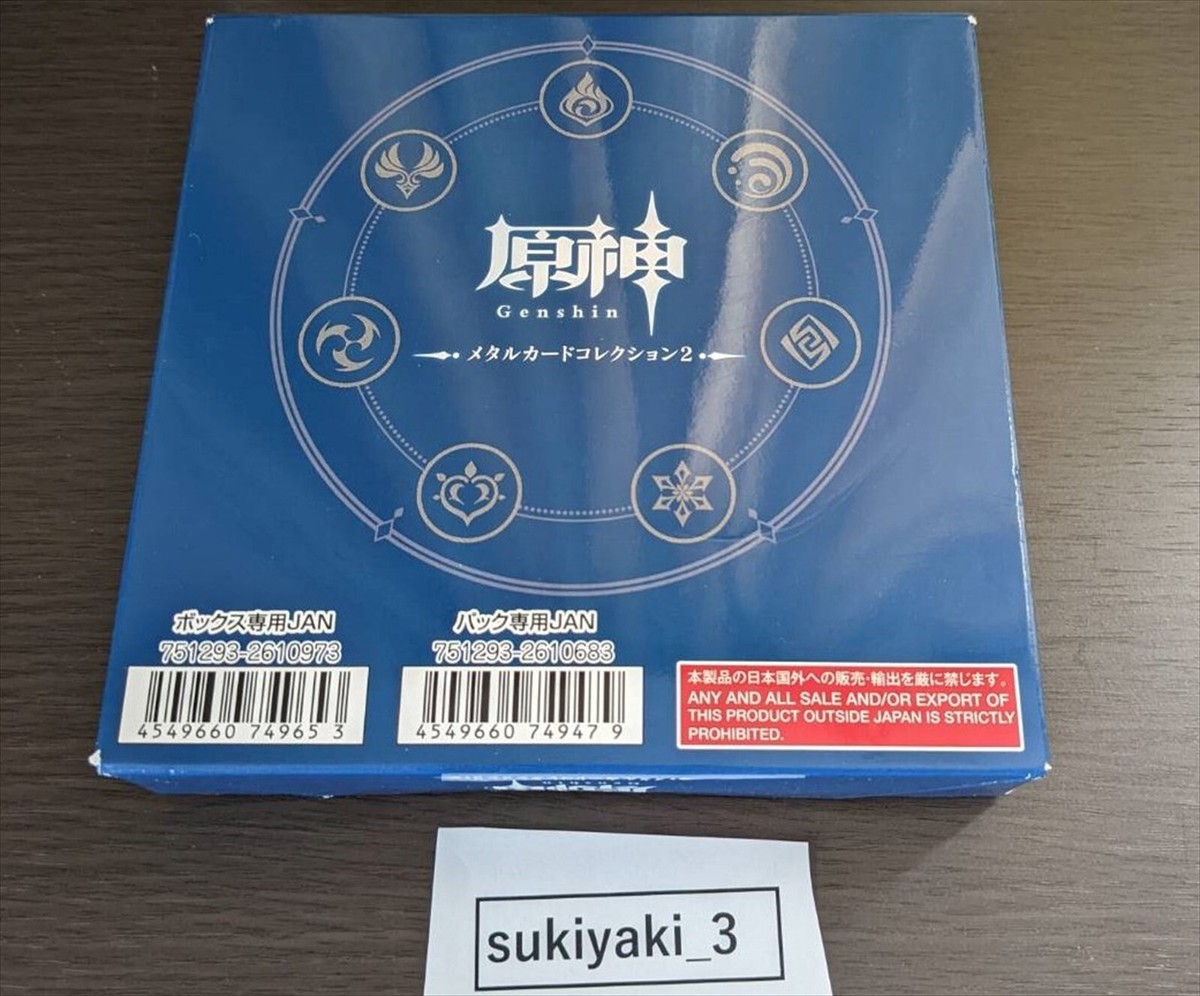 原神
Genshin
メタルカードコレクション2
ボックス専用JAN
751293-2610973
4549660 74965 3
パック専用JAN
751293-2610683
4549660 74947 9
本製品の日本国外への販売・輸出を厳に禁じます。
ANY AND ALL SALE AND/OR EXPORT OF
THIS PRODUCT OUTSIDE JAPAN IS STRICTLY
PROHIBITED.
sukiyaki_3